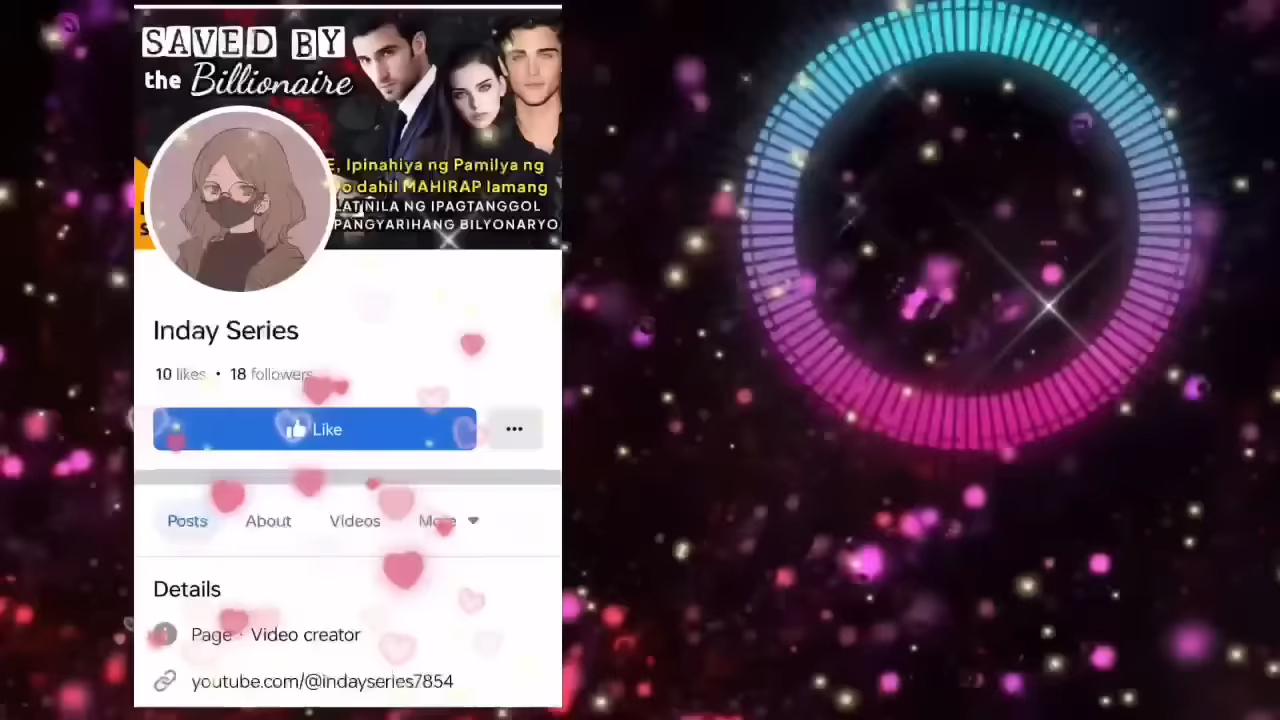 SAVED BY
the Billionaire
E, Ipinahiya ng Pamilya ng
dahil MAHIRAP lamang
NILA NG IPAGTANGGOL
PANGYARIHANG BILYONARYO
Inday Series
10 likes • 18 followers
Like
Posts About Videos More
Details
Page · Video creator
youtube.com/@indayseries7854